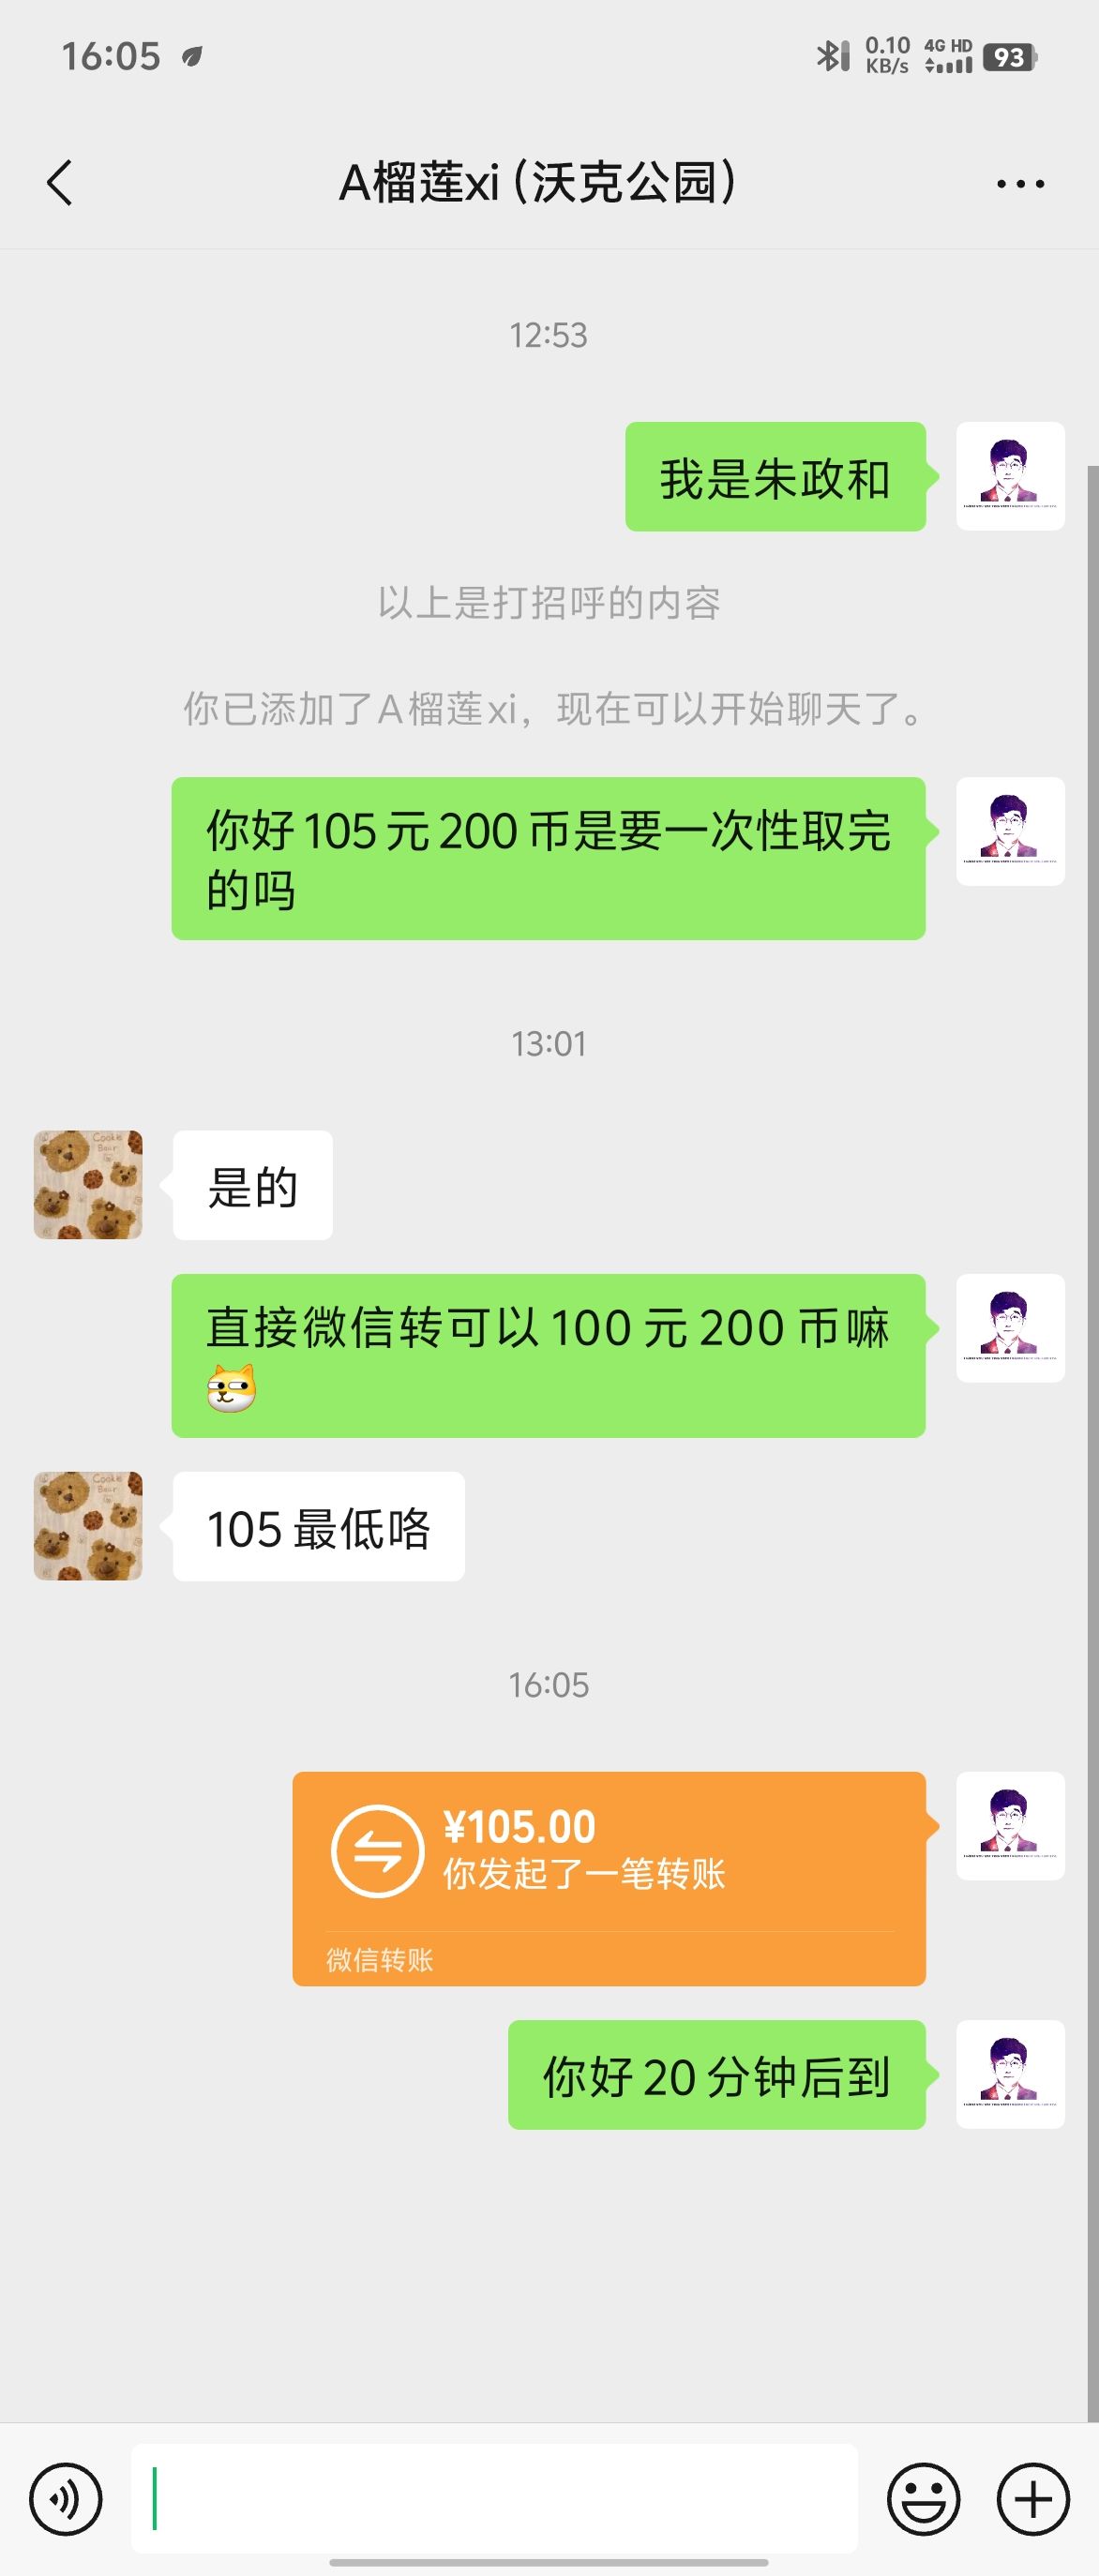 16:05
0.10 KB/s 4G HD 93
A榴莲xi（沃克公园）
12:53
我是朱政和
以上是打招呼的内容
你已添加了A榴莲xi，现在可以开始聊天了。
你好105元200币是要一次性取完
的吗
13:01
是的
直接微信转可以100元200币嘛
105最低咯
16:05
¥105.00
你发起了一笔转账
微信转账
你好20分钟后到